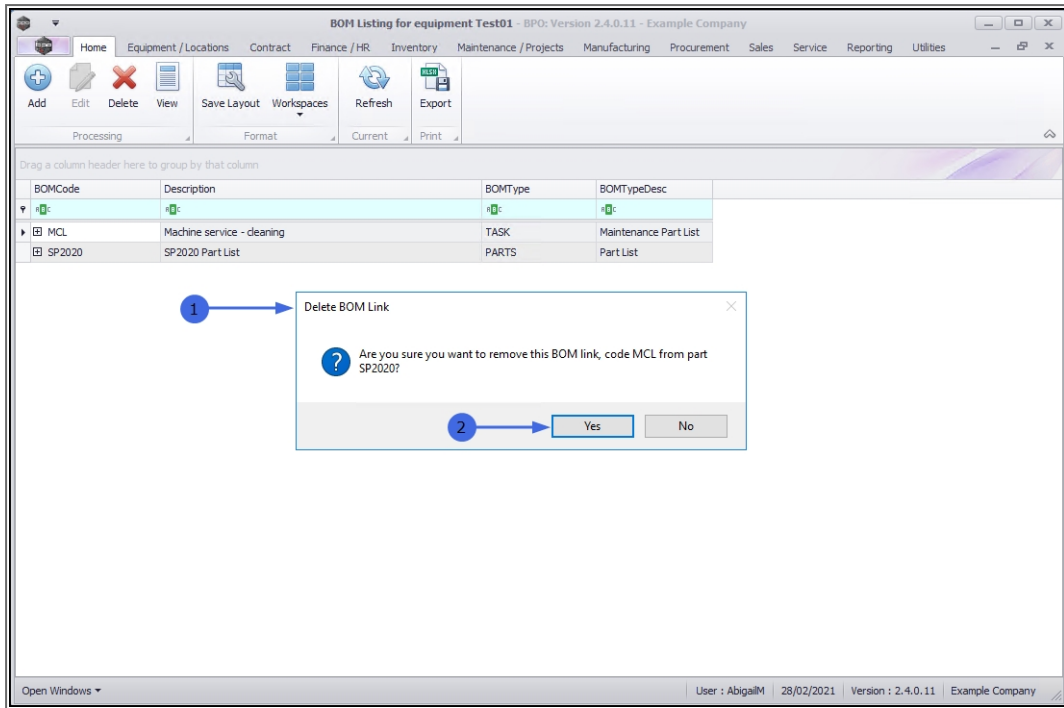 BOM Listing for equipment Test01 - BPO: Version 2.4.0.11 - Example Company
Home Equipment / Locations Contract Finance / HR Inventory Maintenance / Projects Manufacturing Procurement Sales Service Reporting Utilities
Add Edit Delete View Save Layout Workspaces Refresh Export
Processing Format Current Print
Drag a column header here to group by that column
BOMCode Description BOMType BOMTypeDesc
MCL Machine service - cleaning TASK Maintenance Part List
SP2020 SP2020 Part List PARTS Part List
1 Delete BOM Link
Are you sure you want to remove this BOM link, code MCL from part
SP2020?
2 Yes No
Open Windows User : AbigailM 28/02/2021 Version : 2.4.0.11 Example Company